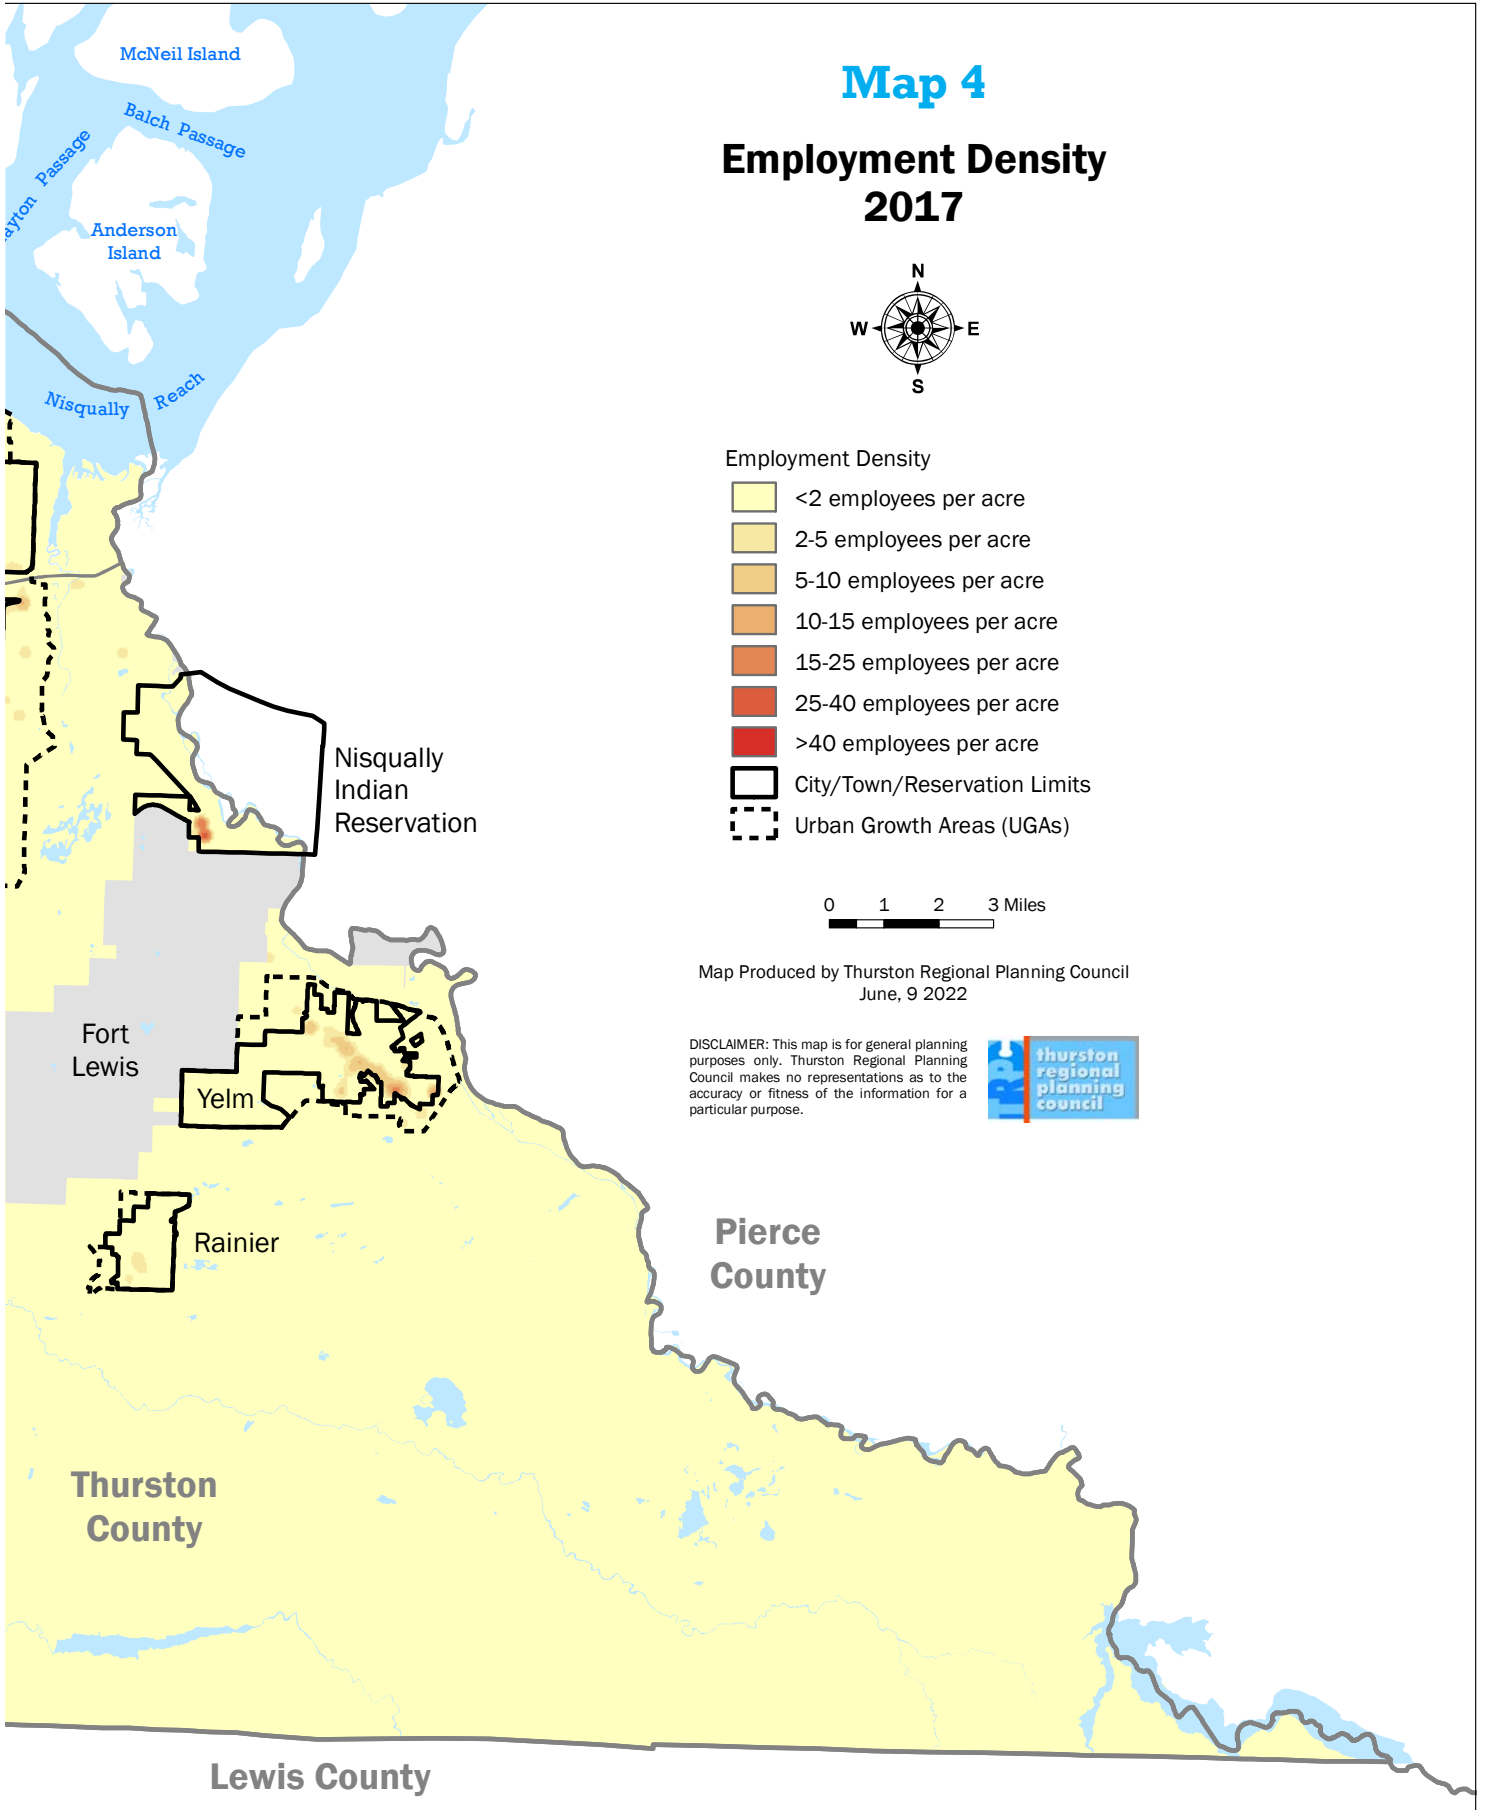 McNeil Island
Balch Passage
Passage
Anderson
Island
Nisqually Reach
Map 4
Employment Density
2017
N
W
E
S
Employment Density
<2 employees per acre
2-5 employees per acre
5-10 employees per acre
10-15 employees per acre
15-25 employees per acre
25-40 employees per acre
>40 employees per acre
City/Town/Reservation Limits
Urban Growth Areas (UGAs)
0 1 2 3 Miles
Map Produced by Thurston Regional Planning Council
June, 9 2022
DISCLAIMER: This map is for general planning
purposes only. Thurston Regional Planning
Council makes no representations as to the
accuracy or fitness of the information for a
particular purpose.
TRPC
thurston
regional
planning
council
Nisqually
Indian
Reservation
Fort
Lewis
Yelm
Rainier
Pierce
County
Thurston
County
Lewis County